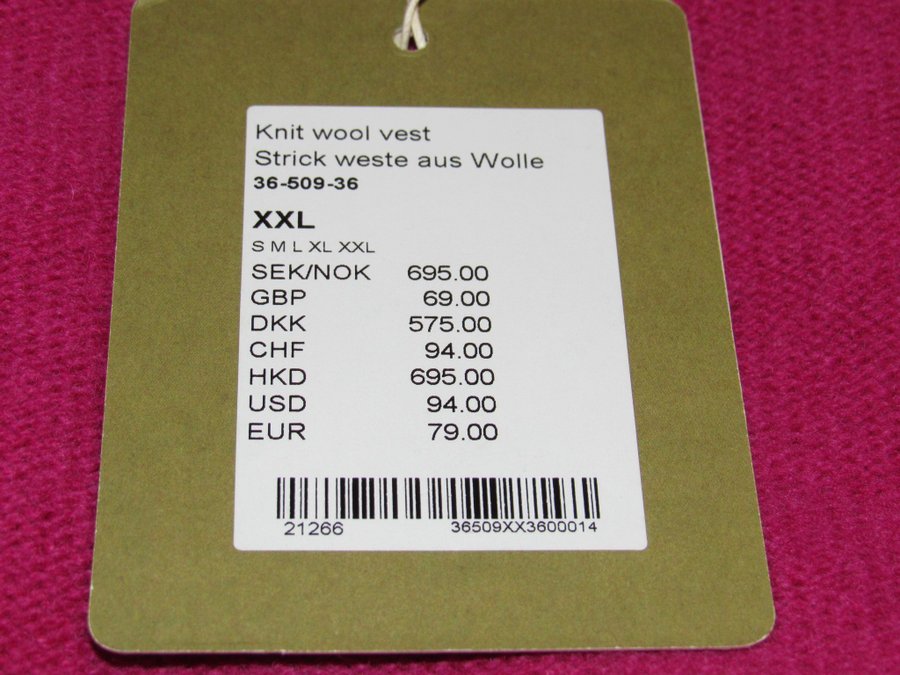 Knit wool vest
Strick weste aus Wolle
36-509-36
XXL
S M L XL XXL
SEK/NOK 695.00
GBP 69.00
DKK 575.00
CHF 94.00
HKD 695.00
USD 94.00
EUR 79.00
21266 36509XX3600014